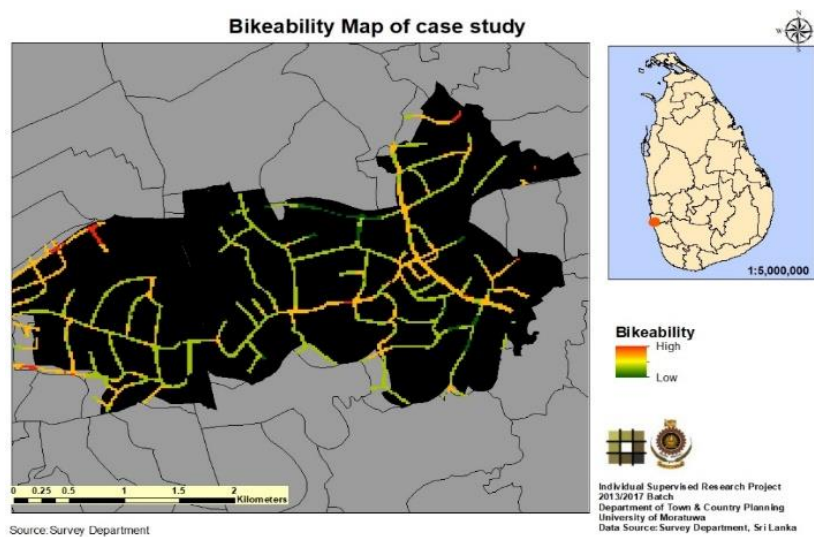 Bikeability Map of case study
N
W
E
S
1:5,000,000
Bikeability
High
Low
0 0.25 0.5 1 1.5 2
Kilometers
Individual Supervised Research Project
2013/2017 Batch
Department of Town & Country Planning
University of Moratuwa
Data Source: Survey Department, Sri Lanka
Source:Survey Department